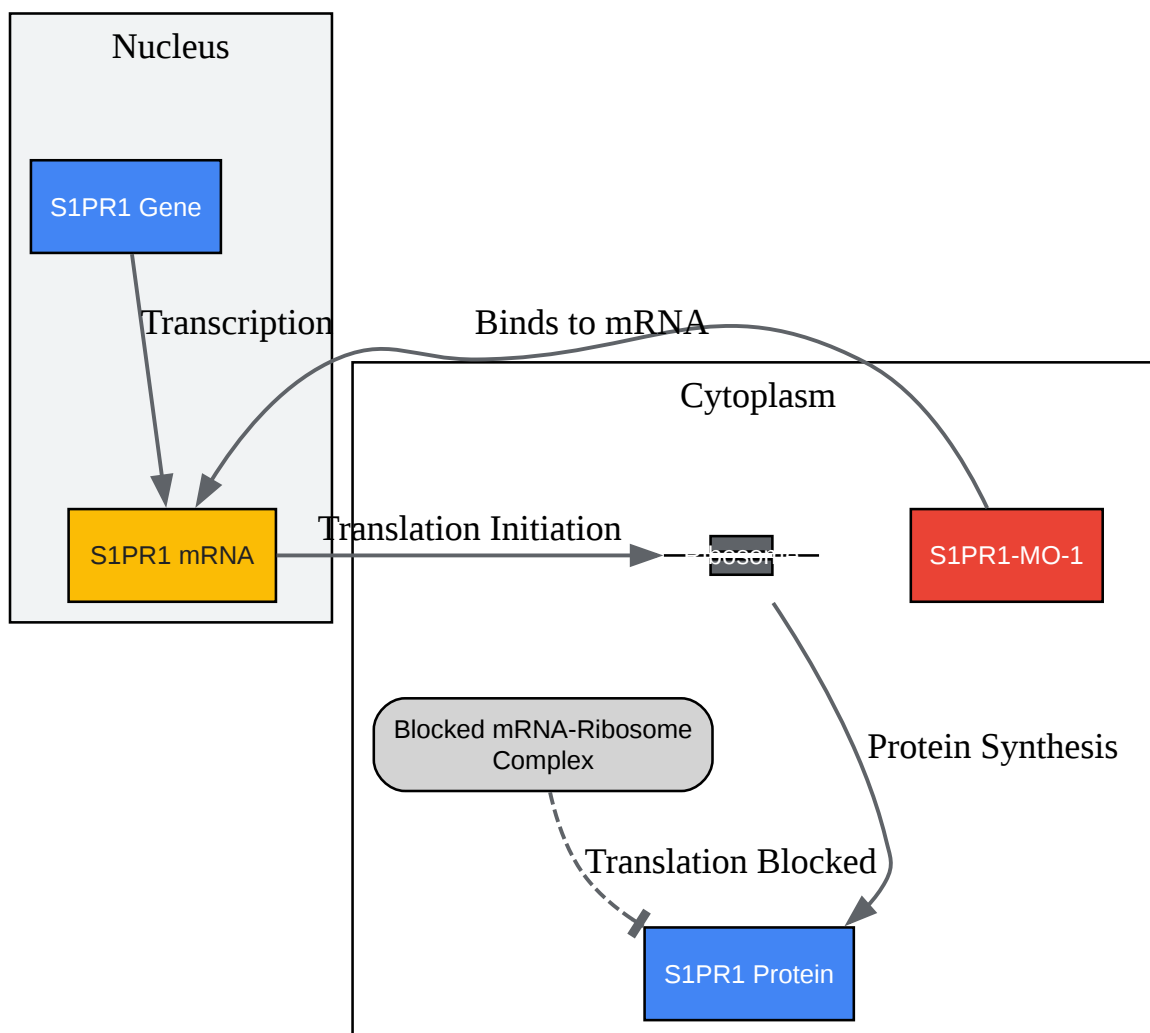 Nucleus
S1PR1 Gene
Transcription
Binds to mRNA
Cytoplasm
S1PR1 mRNA
Translation Initiation
Ribosome
S1PR1-MO-1
Blocked mRNA-Ribosome
Complex
Protein Synthesis
Translation Blocked
S1PR1 Protein